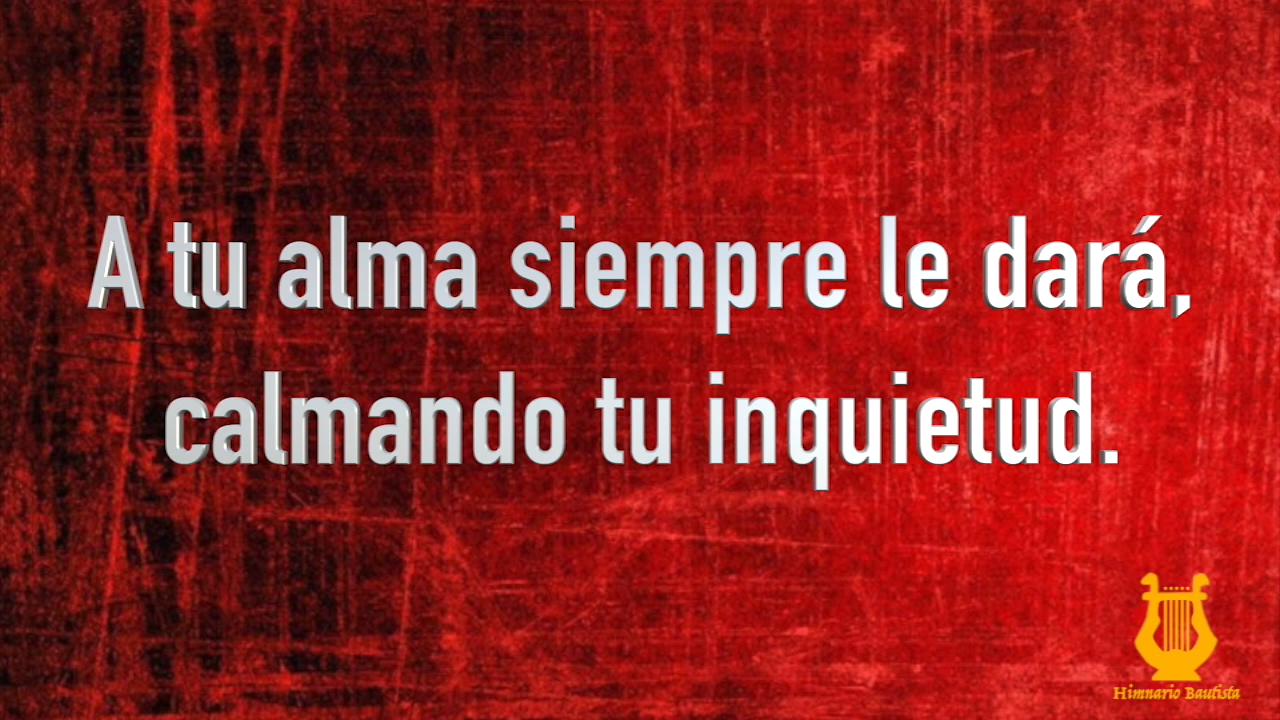 A tu alma siempre le dará,
calmando tu inquietud.
Himnario Bautista